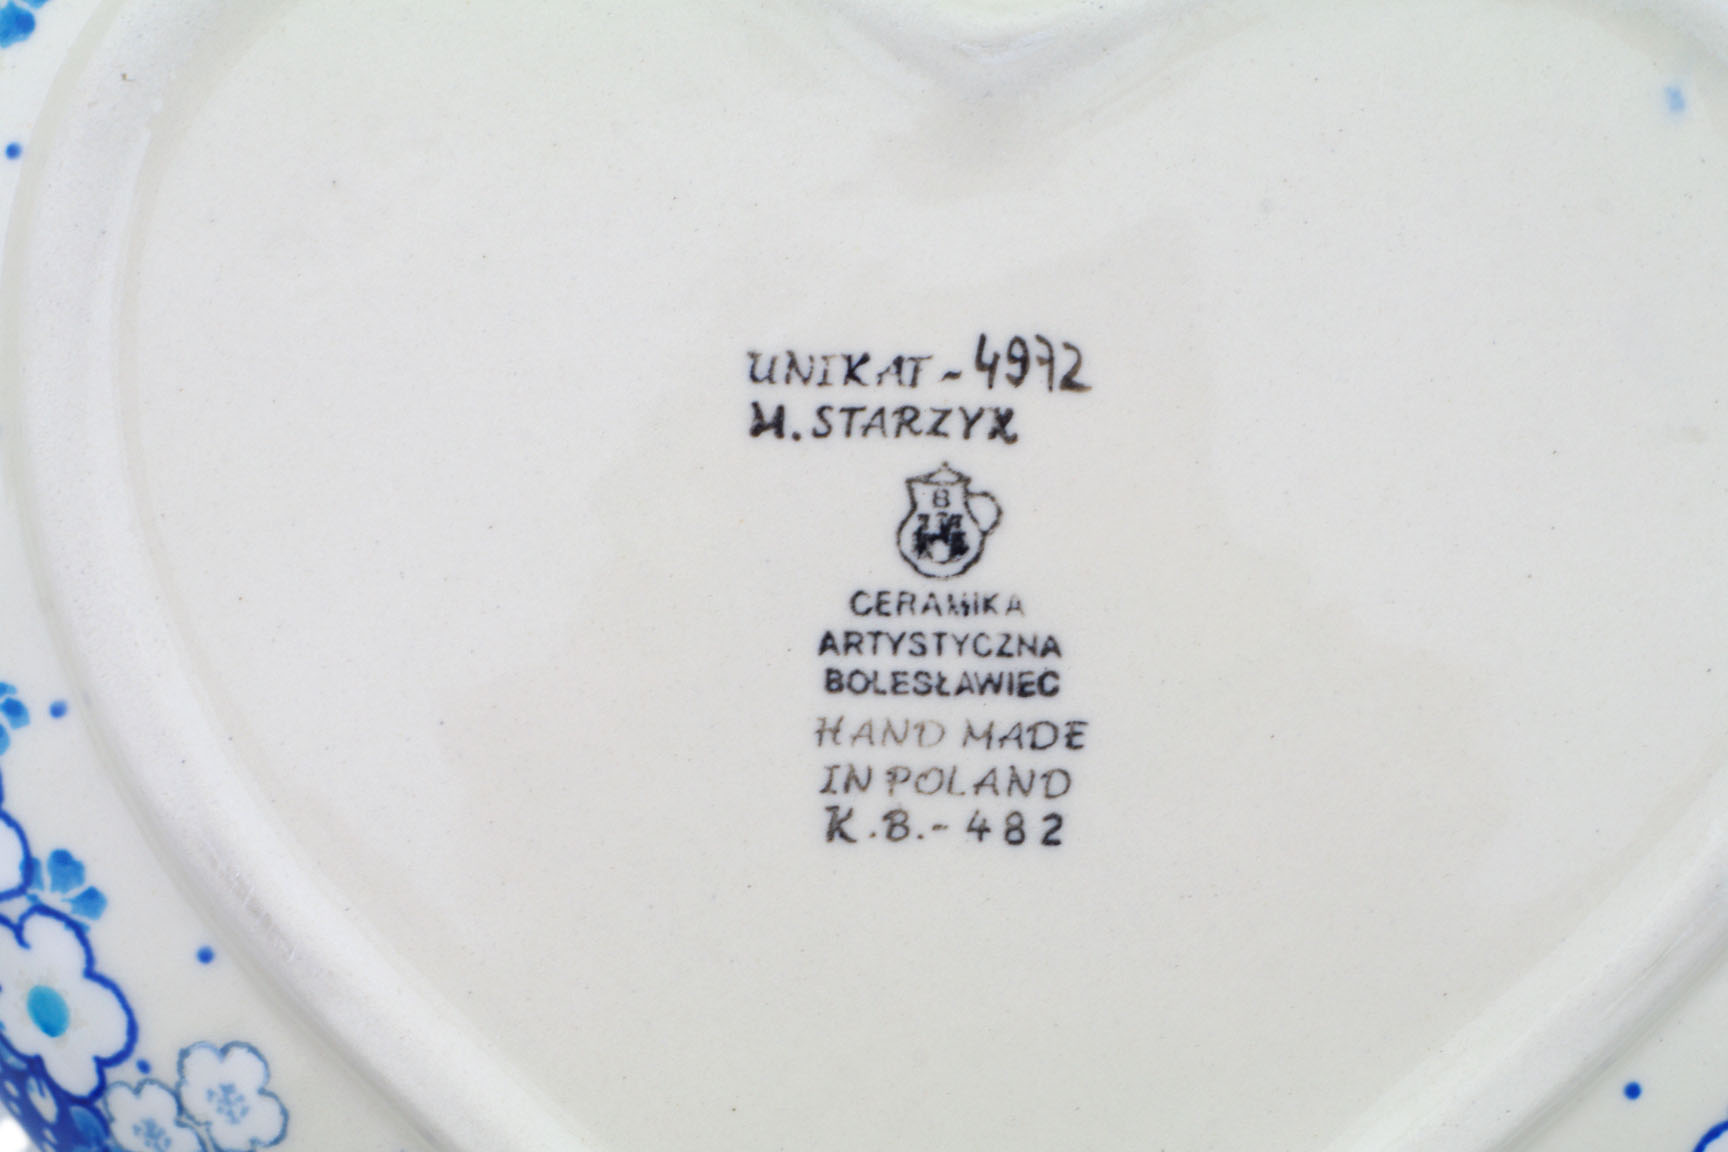 UNIKAT-4972
M.STARZYK
B
CERAMIKA
ARTYSTYCZNA
BOLESŁAWIEC
HAND MADE
IN POLAND
K.B.-482